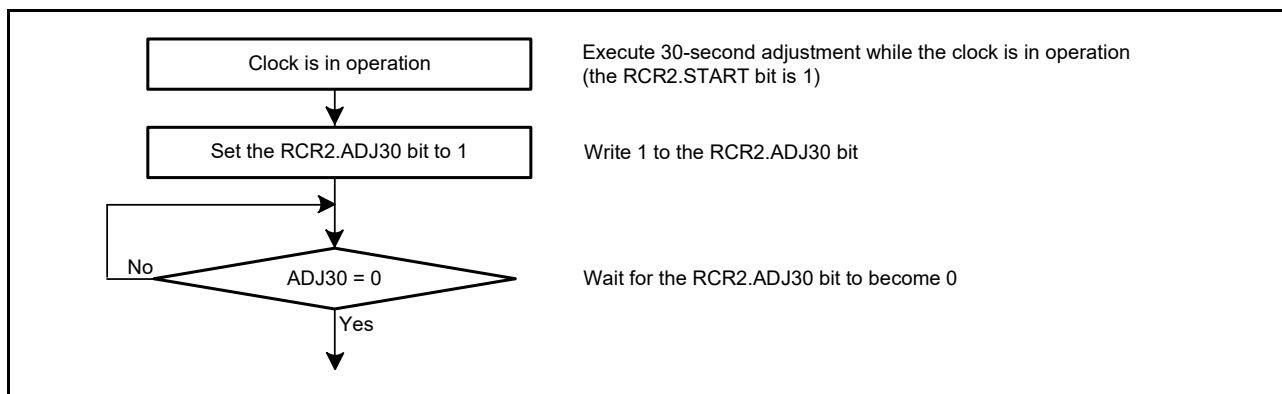 Clock is in operation
Execute 30-second adjustment while the clock is in operation
(the RCR2.START bit is 1)
Set the RCR2.ADJ30 bit to 1
Write 1 to the RCR2.ADJ30 bit
No
ADJ30 = 0
Wait for the RCR2.ADJ30 bit to become 0
Yes